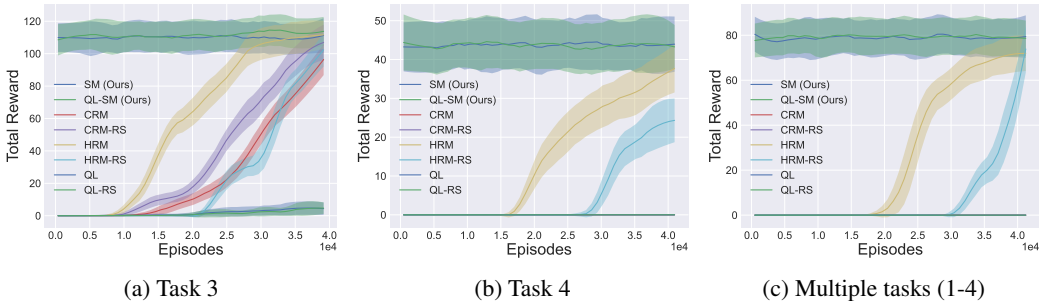 120
100
80
60
40
20
0
Total Reward
SM (Ours)
QL-SM (Ours)
CRM
CRM-RS
HRM
HRM-RS
QL
QL-RS
0.0 0.5 1.0 1.5 2.0 2.5 3.0 3.5 4.0
1e4
Episodes
(a) Task 3
50
40
30
20
10
0
Total Reward
SM (Ours)
QL-SM (Ours)
CRM
CRM-RS
HRM
HRM-RS
QL
QL-RS
0.0 0.5 1.0 1.5 2.0 2.5 3.0 3.5 4.0
1e4
Episodes
(b) Task 4
80
60
40
20
0
Total Reward
SM (Ours)
QL-SM (Ours)
CRM
CRM-RS
HRM
HRM-RS
QL
QL-RS
0.0 0.5 1.0 1.5 2.0 2.5 3.0 3.5 4.0
1e4
Episodes
(c) Multiple tasks (1-4)